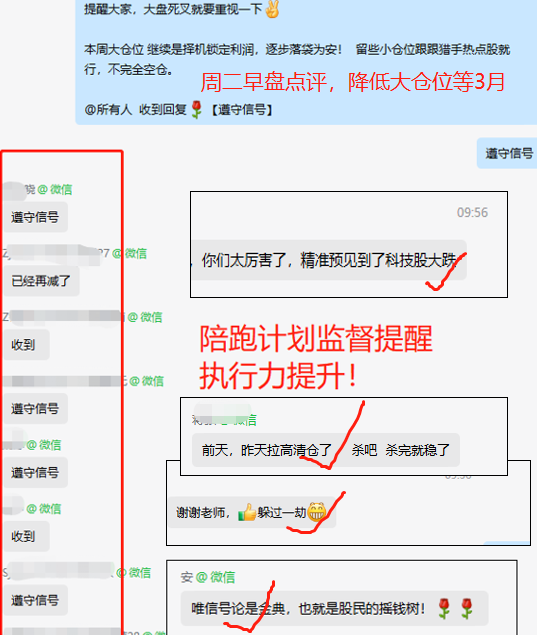 提醒大家，大盘死叉就要重视一下✌
本周大仓位 继续是择机锁定利润，逐步落袋为安！ 留些小仓位跟跟猎手热点股就
行，不完全空仓。
周二早盘点评，降低大仓位等3月
@所有人 收到回复🌹【遵守信号】
遵守信号
晓@微信
遵守信号
09:56
，你们太厉害了，精准预见到了科技股大跌
@微信
已经再减了
@微信
收到
陪跑计划监督提醒
执行力提升！
@微信
遵守信号
@微信
前天，昨天拉高清仓了 杀吧 杀完就稳了
@微信
遵守信号
谢谢老师，👍躲过一劫😁
@微信
收到
@微信
遵守信号
安@微信
唯信号论是金典，也就是股民的摇钱树！🌹🌹